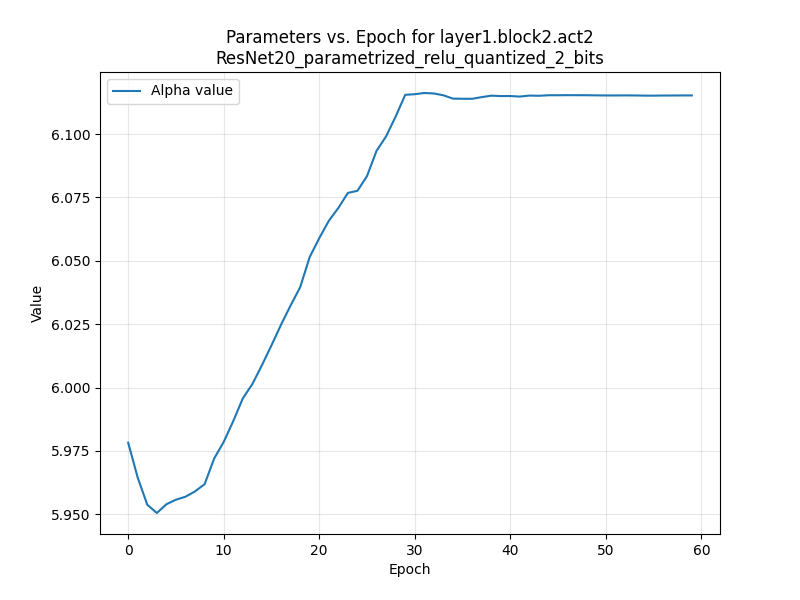 Parameters vs. Epoch for layer1.block2.act2
ResNet20_parametrized_relu_quantized_2_bits
Alpha value
Value
6.100
6.075
6.050
6.025
6.000
5.975
5.950
0 10 20 30 40 50 60
Epoch